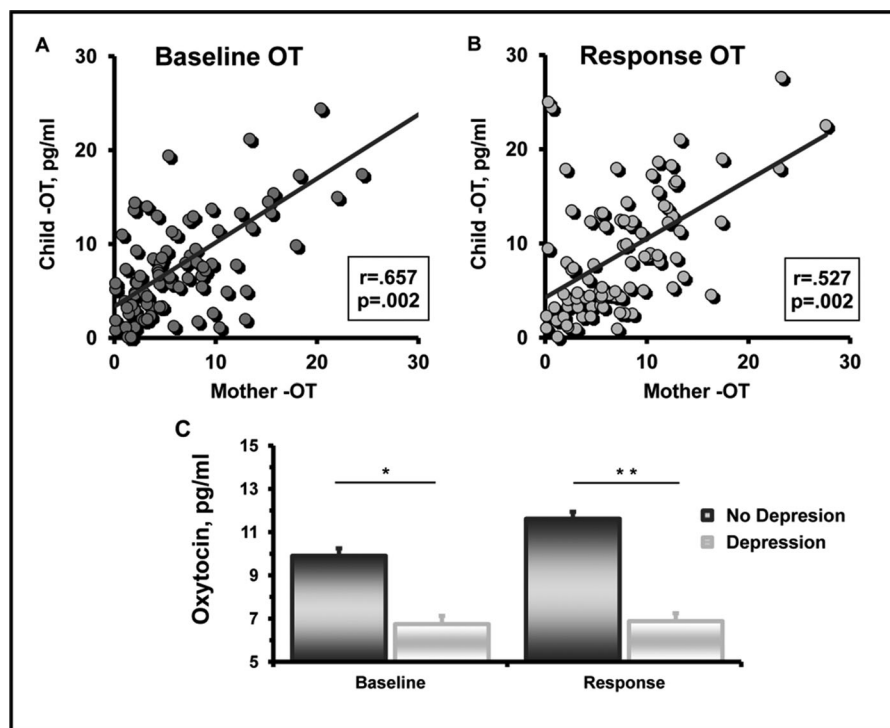 A
Baseline OT
Child -OT, pg/ml
30
20
10
0
r=.657
p=.002
0
10
20
30
Mother -OT
B
Response OT
Child -OT, pg/ml
30
20
10
0
r=.527
p=.002
0
10
20
30
Mother -OT
C
Oxytocin, pg/ml
15
13
11
9
7
5
*
**
No Depresion
Depression
Baseline
Response